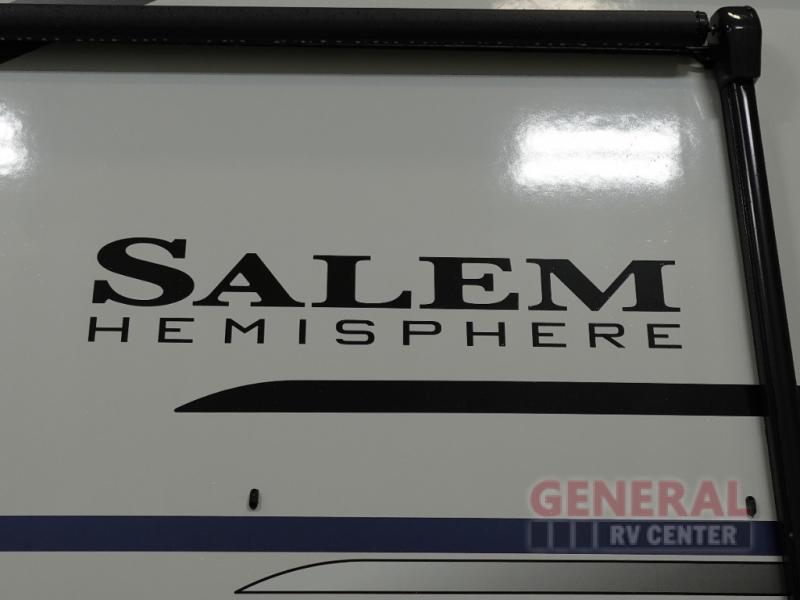 SALEM
HEMISPHERE
GENERAL
RV CENTER